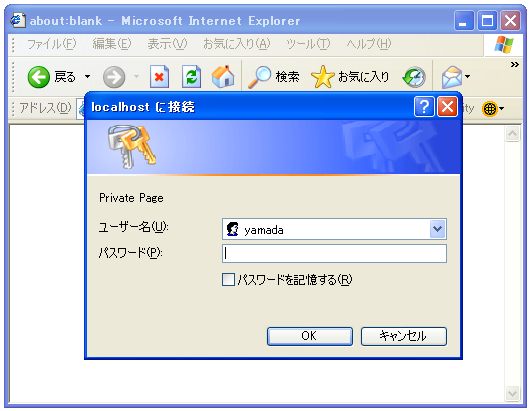 about:blank - Microsoft Internet Explorer
ファイル(F) 編集(E) 表示(V) お気に入り(A) ツール(T) ヘルプ(H)
戻る 検索 お気に入り
アドレス(D)
localhost に接続
Private Page
ユーザー名(U): yamada
パスワード(P):
パスワードを記憶する(R)
OK キャンセル